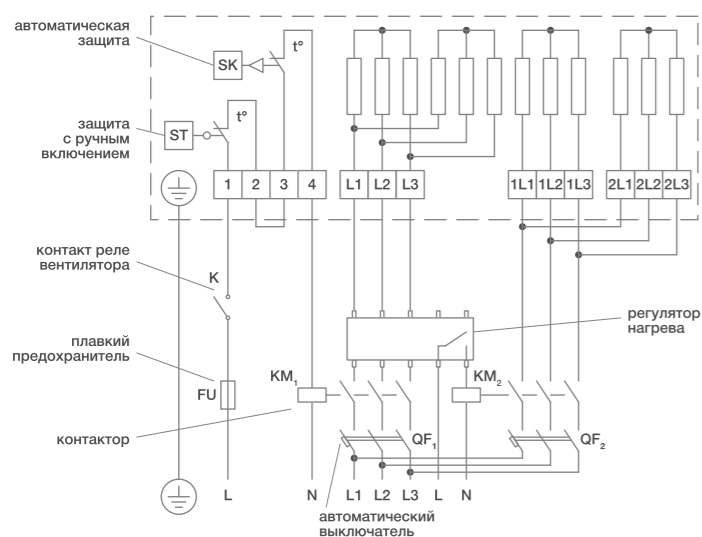 автоматическая
защита
SK
t°
защита
с ручным
включением
ST
t°
1 2 3 4
L1 L2 L3
1L1 1L2 1L3
2L1 2L2 2L3
контакт реле
вентилятора
K
регулятор
нагрева
плавкий
предохранитель
FU
KM1
KM2
контактор
QF1
QF2
L N L1 L2 L3 L N
автоматический
выключатель